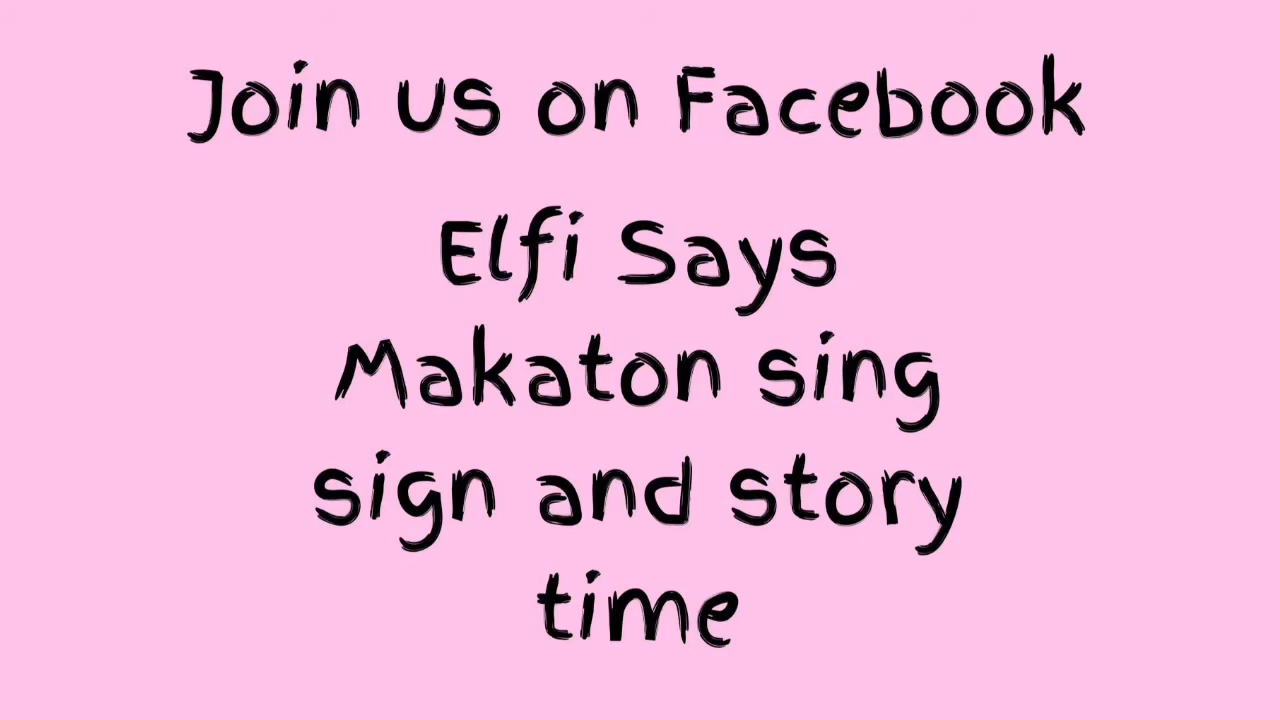 Join us on Facebook
Elfi Says
Makaton sing
sign and story
time